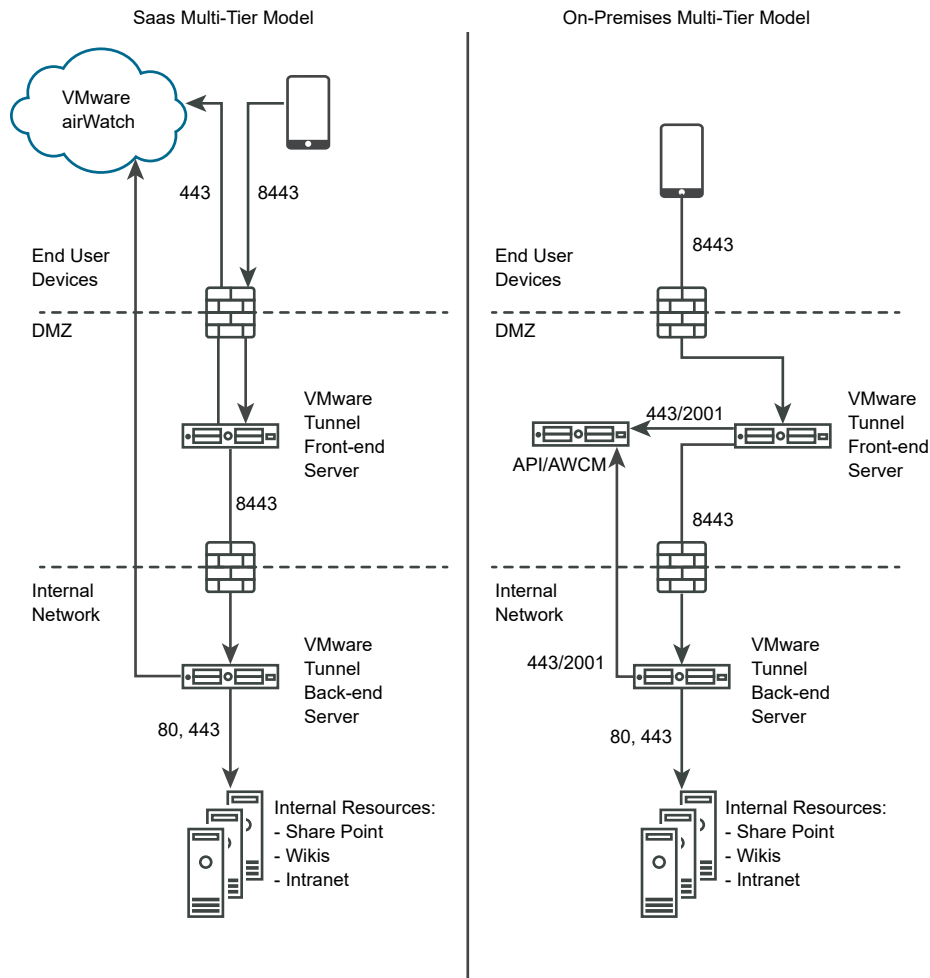 Saas Multi-Tier Model
VMware
airWatch
443
8443
End User
Devices
DMZ
VMware
Tunnel
Front-end
Server
8443
Internal
Network
VMware
Tunnel
Back-end
Server
80, 443
Internal Resources:
- Share Point
- Wikis
- Intranet
On-Premises Multi-Tier Model
8443
End User
Devices
DMZ
VMware
Tunnel
Front-end
Server
443/2001
API/AWCM
8443
Internal
Network
443/2001
VMware
Tunnel
Back-end
Server
80, 443
Internal Resources:
- Share Point
- Wikis
- Intranet